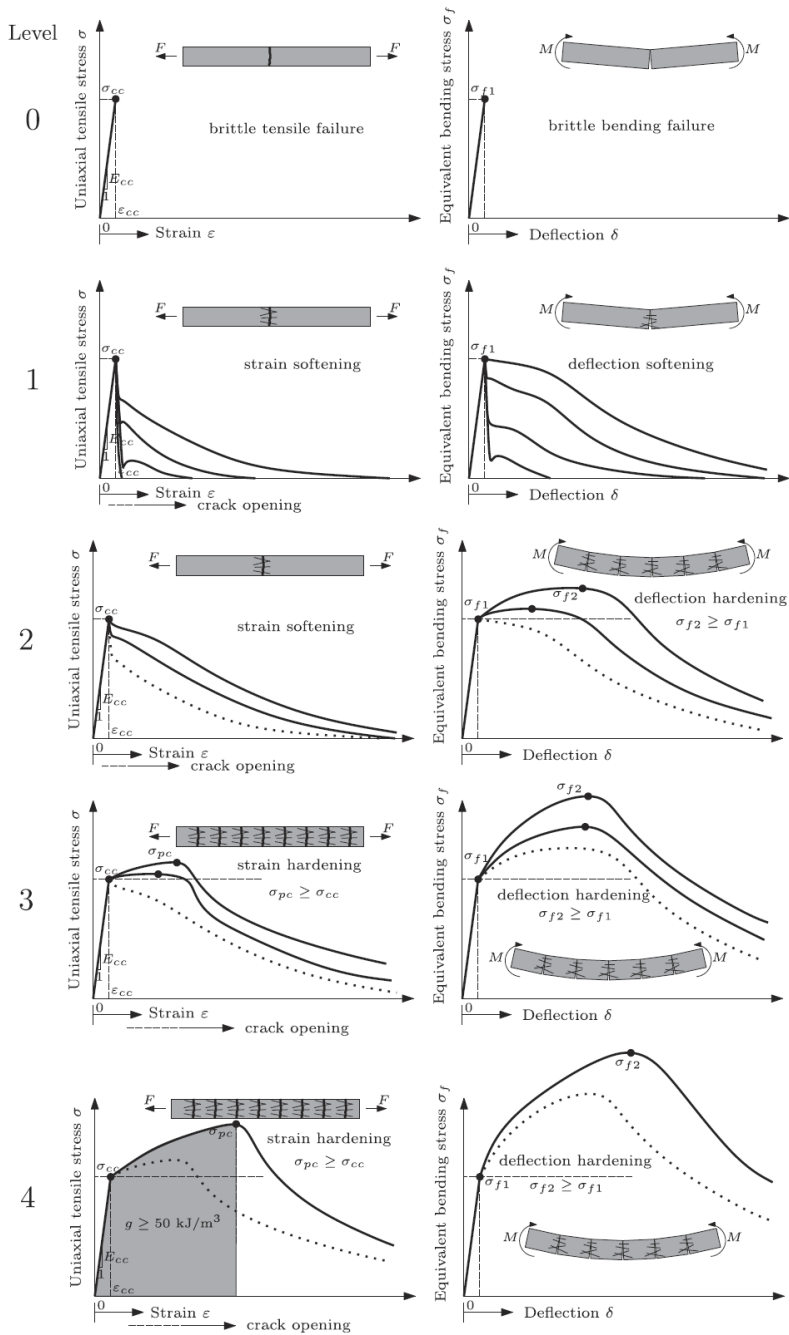 Level
0
Uniaxial tensile stress σ
F
F
σcc
brittle tensile failure
Ecc
1
εcc
0
Strain ε
Equivalent bending stress σf
M
M
σf1
brittle bending failure
0
Deflection δ
1
Uniaxial tensile stress σ
F
F
σcc
strain softening
Ecc
1
εcc
0
Strain ε
crack opening
Equivalent bending stress σf
M
M
σf1
deflection softening
0
Deflection δ
2
Uniaxial tensile stress σ
F
F
σcc
strain softening
Ecc
1
εcc
0
Strain ε
crack opening
Equivalent bending stress σf
M
M
σf1
σf2
deflection hardening
σf2 ≥ σf1
0
Deflection δ
3
Uniaxial tensile stress σ
F
F
σpc
σcc
strain hardening
σpc ≥ σcc
Ecc
1
εcc
0
Strain ε
crack opening
Equivalent bending stress σf
σf2
σf1
deflection hardening
σf2 ≥ σf1
M
M
0
Deflection δ
4
Uniaxial tensile stress σ
F
F
σpc
strain hardening
σcc
σpc ≥ σcc
g ≥ 50 kJ/m³
Ecc
1
εcc
0
Strain ε
crack opening
Equivalent bending stress σf
σf2
deflection hardening
σf1
σf2 ≥ σf1
M
M
0
Deflection δ